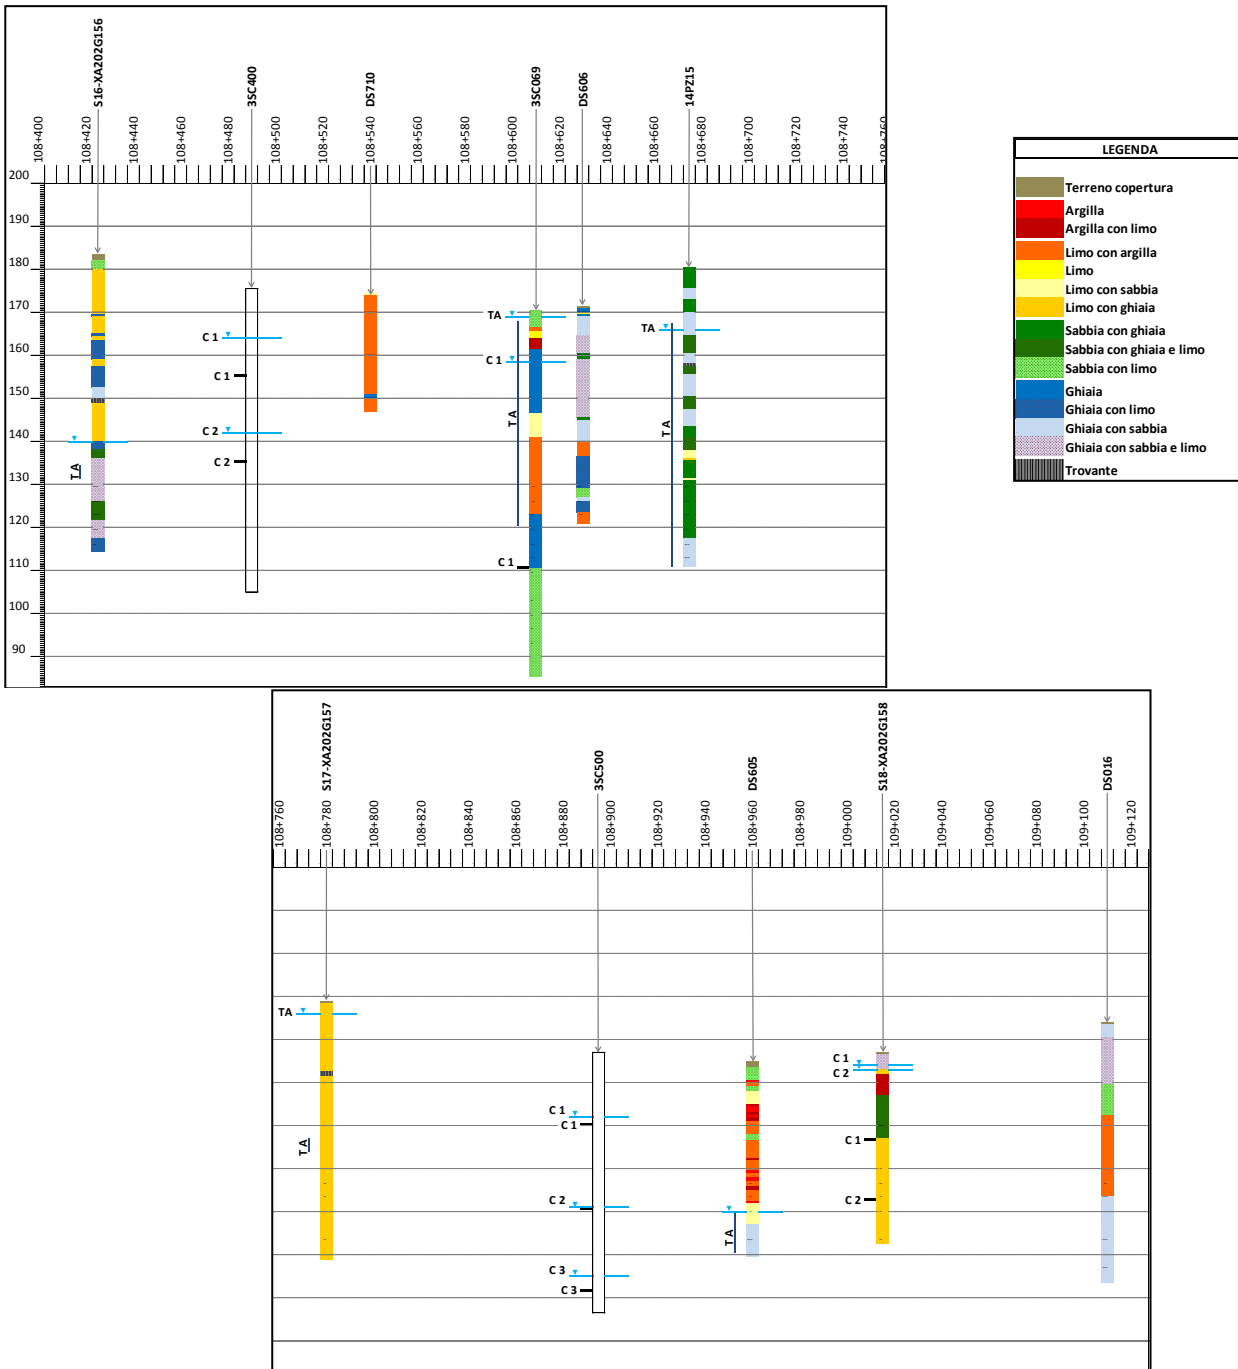 S16-XA202G156
3SC400
DS710
3SC069
DS606
14PZ15
108+400
108+420
108+440
108+460
108+480
108+500
108+520
108+540
108+560
108+580
108+600
108+620
108+640
108+660
108+680
108+700
108+720
108+740
108+760
200
190
180
170
160
150
140
130
120
110
100
90
TA
C 1
C 1
C 2
C 2
TA
C 1
TA
C 1
TA
TA
LEGENDA
Terreno copertura
Argilla
Argilla con limo
Limo con argilla
Limo
Limo con sabbia
Limo con ghiaia
Sabbia con ghiaia
Sabbia con ghiaia e limo
Sabbia con limo
Ghiaia
Ghiaia con limo
Ghiaia con sabbia
Ghiaia con sabbia e limo
Trovante
S17-XA202G157
3SC500
DS605
S18-XA202G158
DS016
108+760
108+780
108+800
108+820
108+840
108+860
108+880
108+900
108+920
108+940
108+960
108+980
109+000
109+020
109+040
109+060
109+080
109+100
109+120
TA
TA
C 1
C 1
C 2
C 3
C 3
TA
C 1
C 2
C 1
C 2